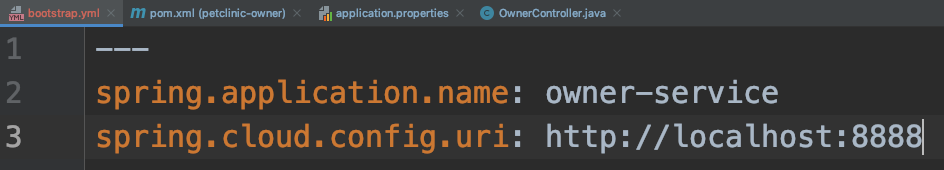 YML bootstrap.yml × m pom.xml (petclinic-owner) × application.properties × C OwnerController.java ×
1 ---
2 spring.application.name: owner-service
3 spring.cloud.config.uri: http://localhost:8888